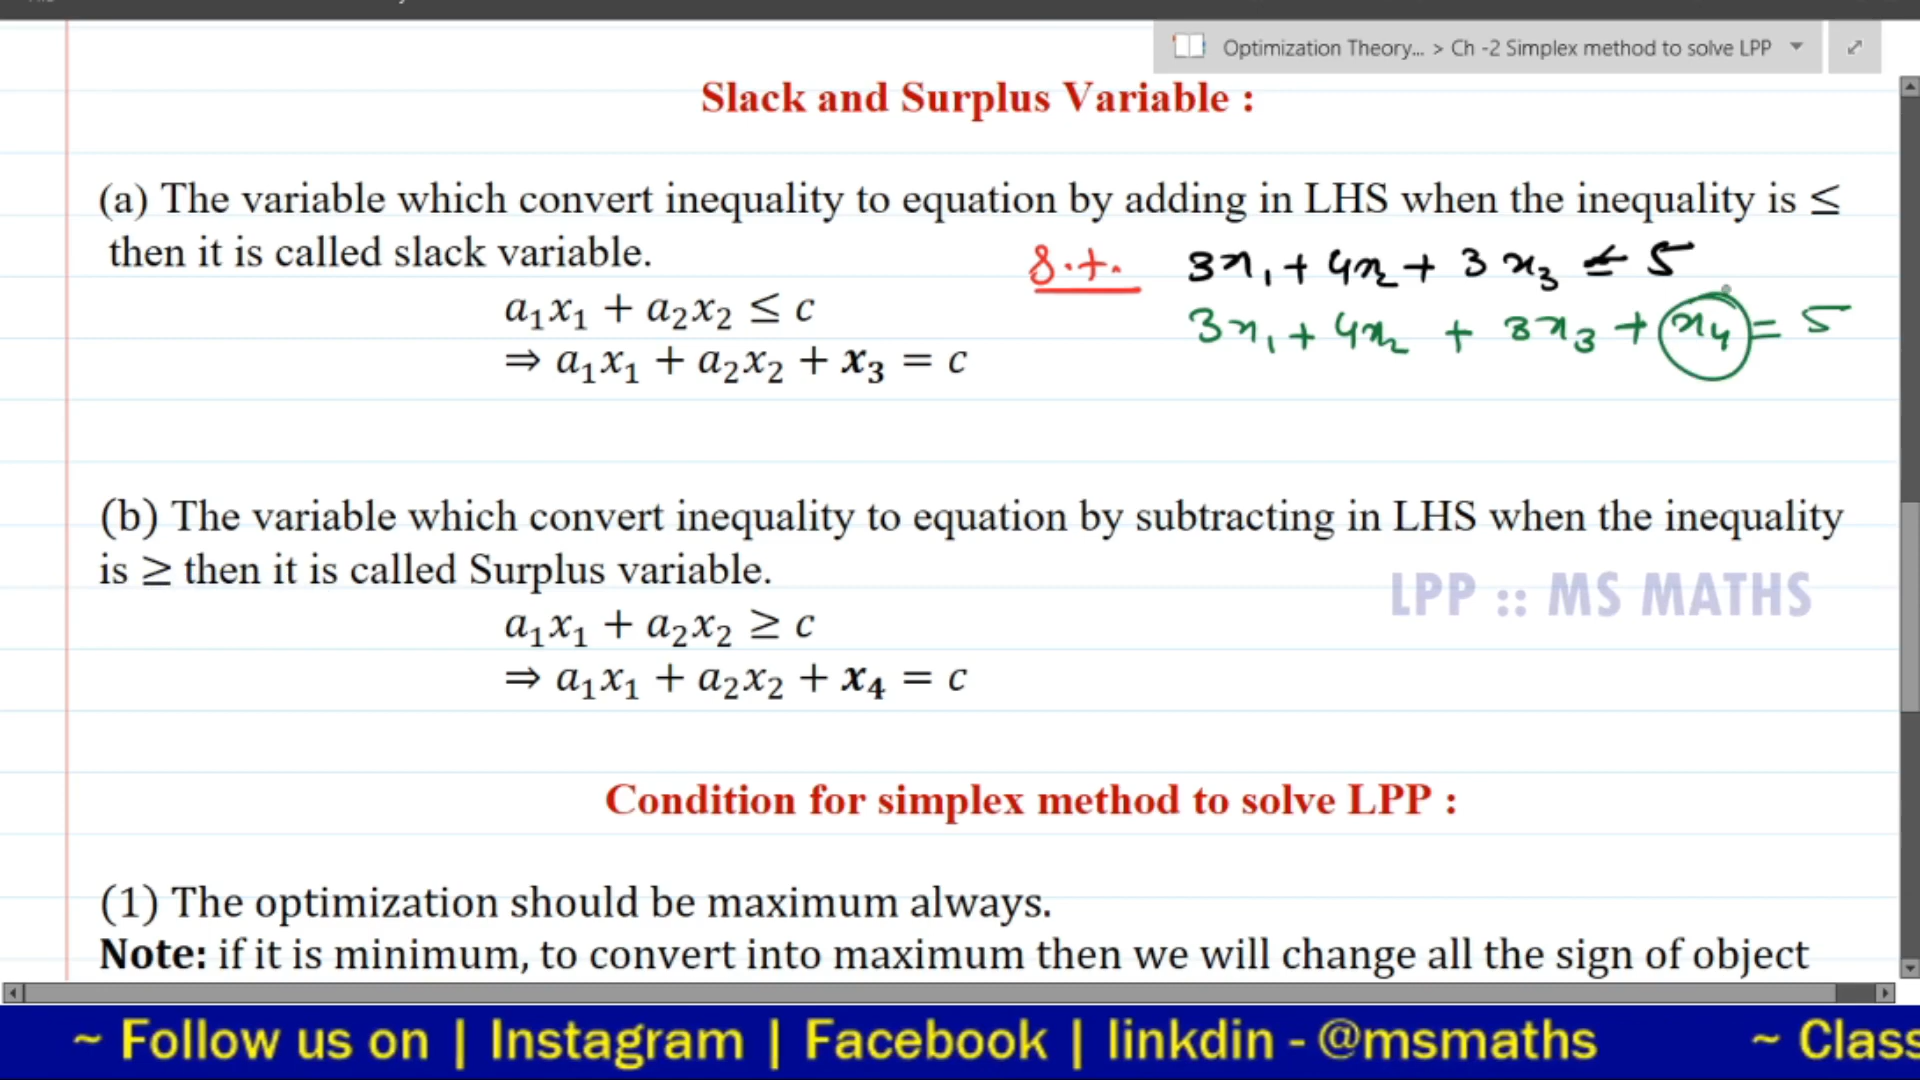 Optimization Theory... > Ch -2 Simplex method to solve LPP
Slack and Surplus Variable :
(a) The variable which convert inequality to equation by adding in LHS when the inequality is ≤
then it is called slack variable.
s.t. 3x₁ + 4x₂ + 3x₃ ≤ 5
a₁x₁ + a₂x₂ ≤ c
3x₁ + 4x₂ + 3x₃ + x₄ = 5
⇒ a₁x₁ + a₂x₂ + x₃ = c
(b) The variable which convert inequality to equation by subtracting in LHS when the inequality
is ≥ then it is called Surplus variable.
LPP :: MS MATHS
a₁x₁ + a₂x₂ ≥ c
⇒ a₁x₁ + a₂x₂ + x₄ = c
Condition for simplex method to solve LPP :
(1) The optimization should be maximum always.
Note: if it is minimum, to convert into maximum then we will change all the sign of object
~ Follow us on | Instagram | Facebook | linkdin - @msmaths ~ Class